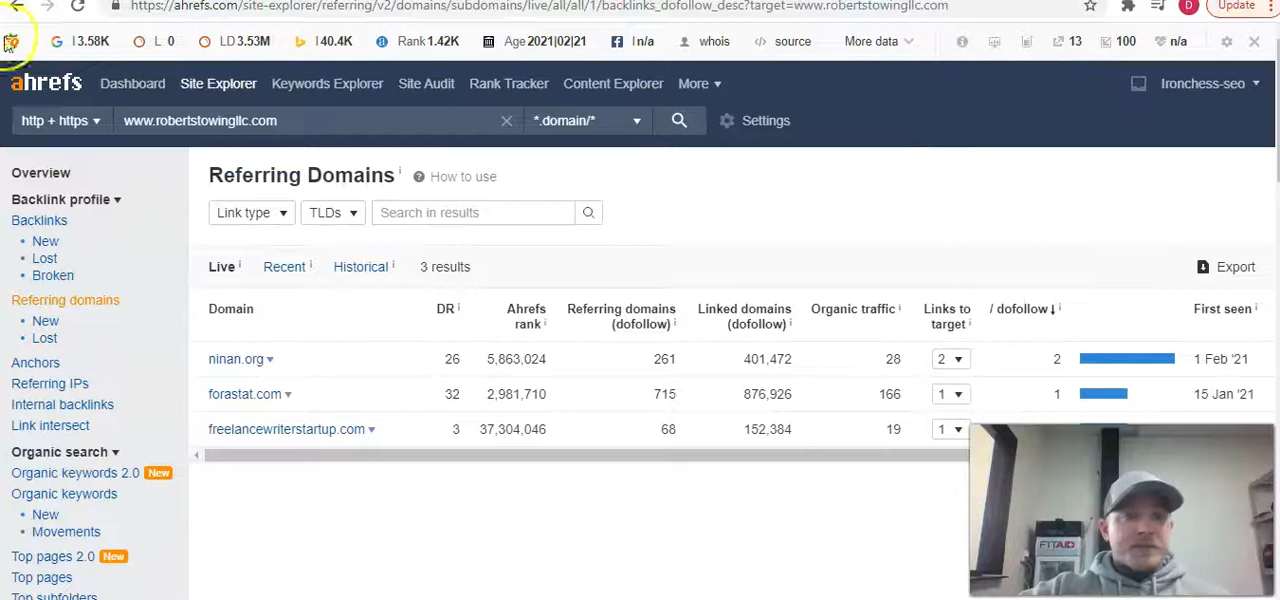 https://ahrefs.com/site-explorer/referring/v2/domains/subdomains/live/all/all/1/backlinks_dofollow_desc?target=www.robertstowingllc.com
D Update
I 3.58K L 0 LD 3.53M I 40.4K Rank 1.42K Age 2021|02|21 I n/a whois source More data 13 100 n/a
ahrefs Dashboard Site Explorer Keywords Explorer Site Audit Rank Tracker Content Explorer More Ironchess-seo
http + https www.robertstowingllc.com *.domain/* Settings
Overview
Backlink profile
Backlinks
New
Lost
Broken
Referring domains
New
Lost
Anchors
Referring IPs
Internal backlinks
Link intersect
Organic search
Organic keywords 2.0 New
Organic keywords
New
Movements
Top pages 2.0 New
Top pages
Top subfolders
Referring Domains i ? How to use
Link type TLDs Search in results
Live i Recent i Historical i 3 results Export
Domain DR i Ahrefs rank i Referring domains (dofollow) i Linked domains (dofollow) i Organic traffic i Links to target i / dofollow ↓ i First seen i
ninan.org 26 5,863,024 261 401,472 28 2 2 1 Feb '21
forastat.com 32 2,981,710 715 876,926 166 1 1 15 Jan '21
freelancewriterstartup.com 3 37,304,046 68 152,384 19 1
FITAID